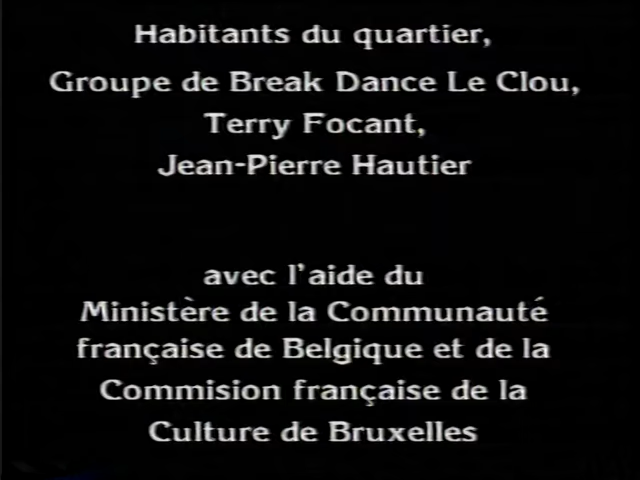 Habitants du quartier,
Groupe de Break Dance Le Clou,
Terry Focant,
Jean-Pierre Hautier
avec l'aide du
Ministère de la Communauté
française de Belgique et de la
Commision française de la
Culture de Bruxelles